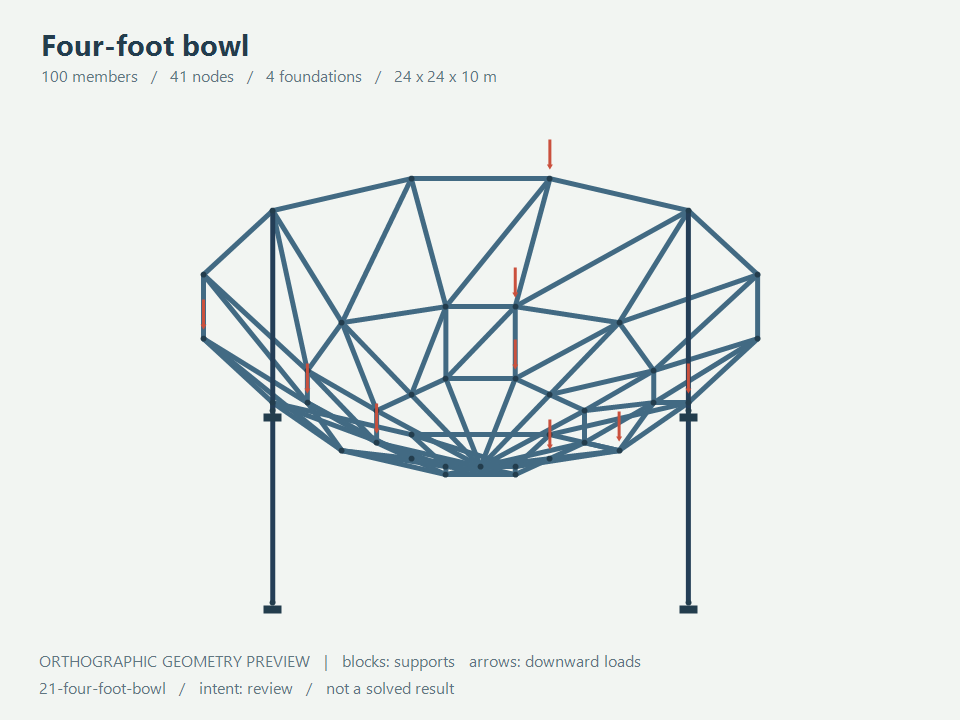 Four-foot bowl
100 members / 41 nodes / 4 foundations / 24 x 24 x 10 m
ORTHOGRAPHIC GEOMETRY PREVIEW | blocks: supports arrows: downward loads
21-four-foot-bowl / intent: review / not a solved result